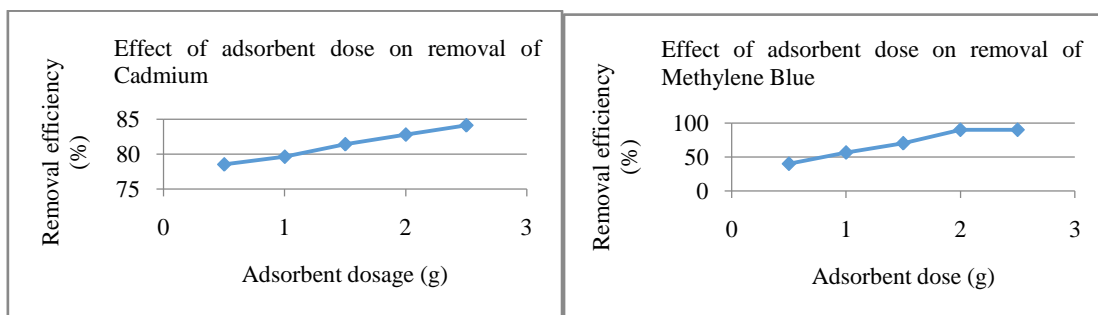 Effect of adsorbent dose on removal of
Cadmium
Removal efficiency
(%)
85
80
75
0
1
2
3
Adsorbent dosage (g)
Effect of adsorbent dose on removal of
Methylene Blue
Removal efficiency
(%)
100
50
0
0
1
2
3
Adsorbent dose (g)